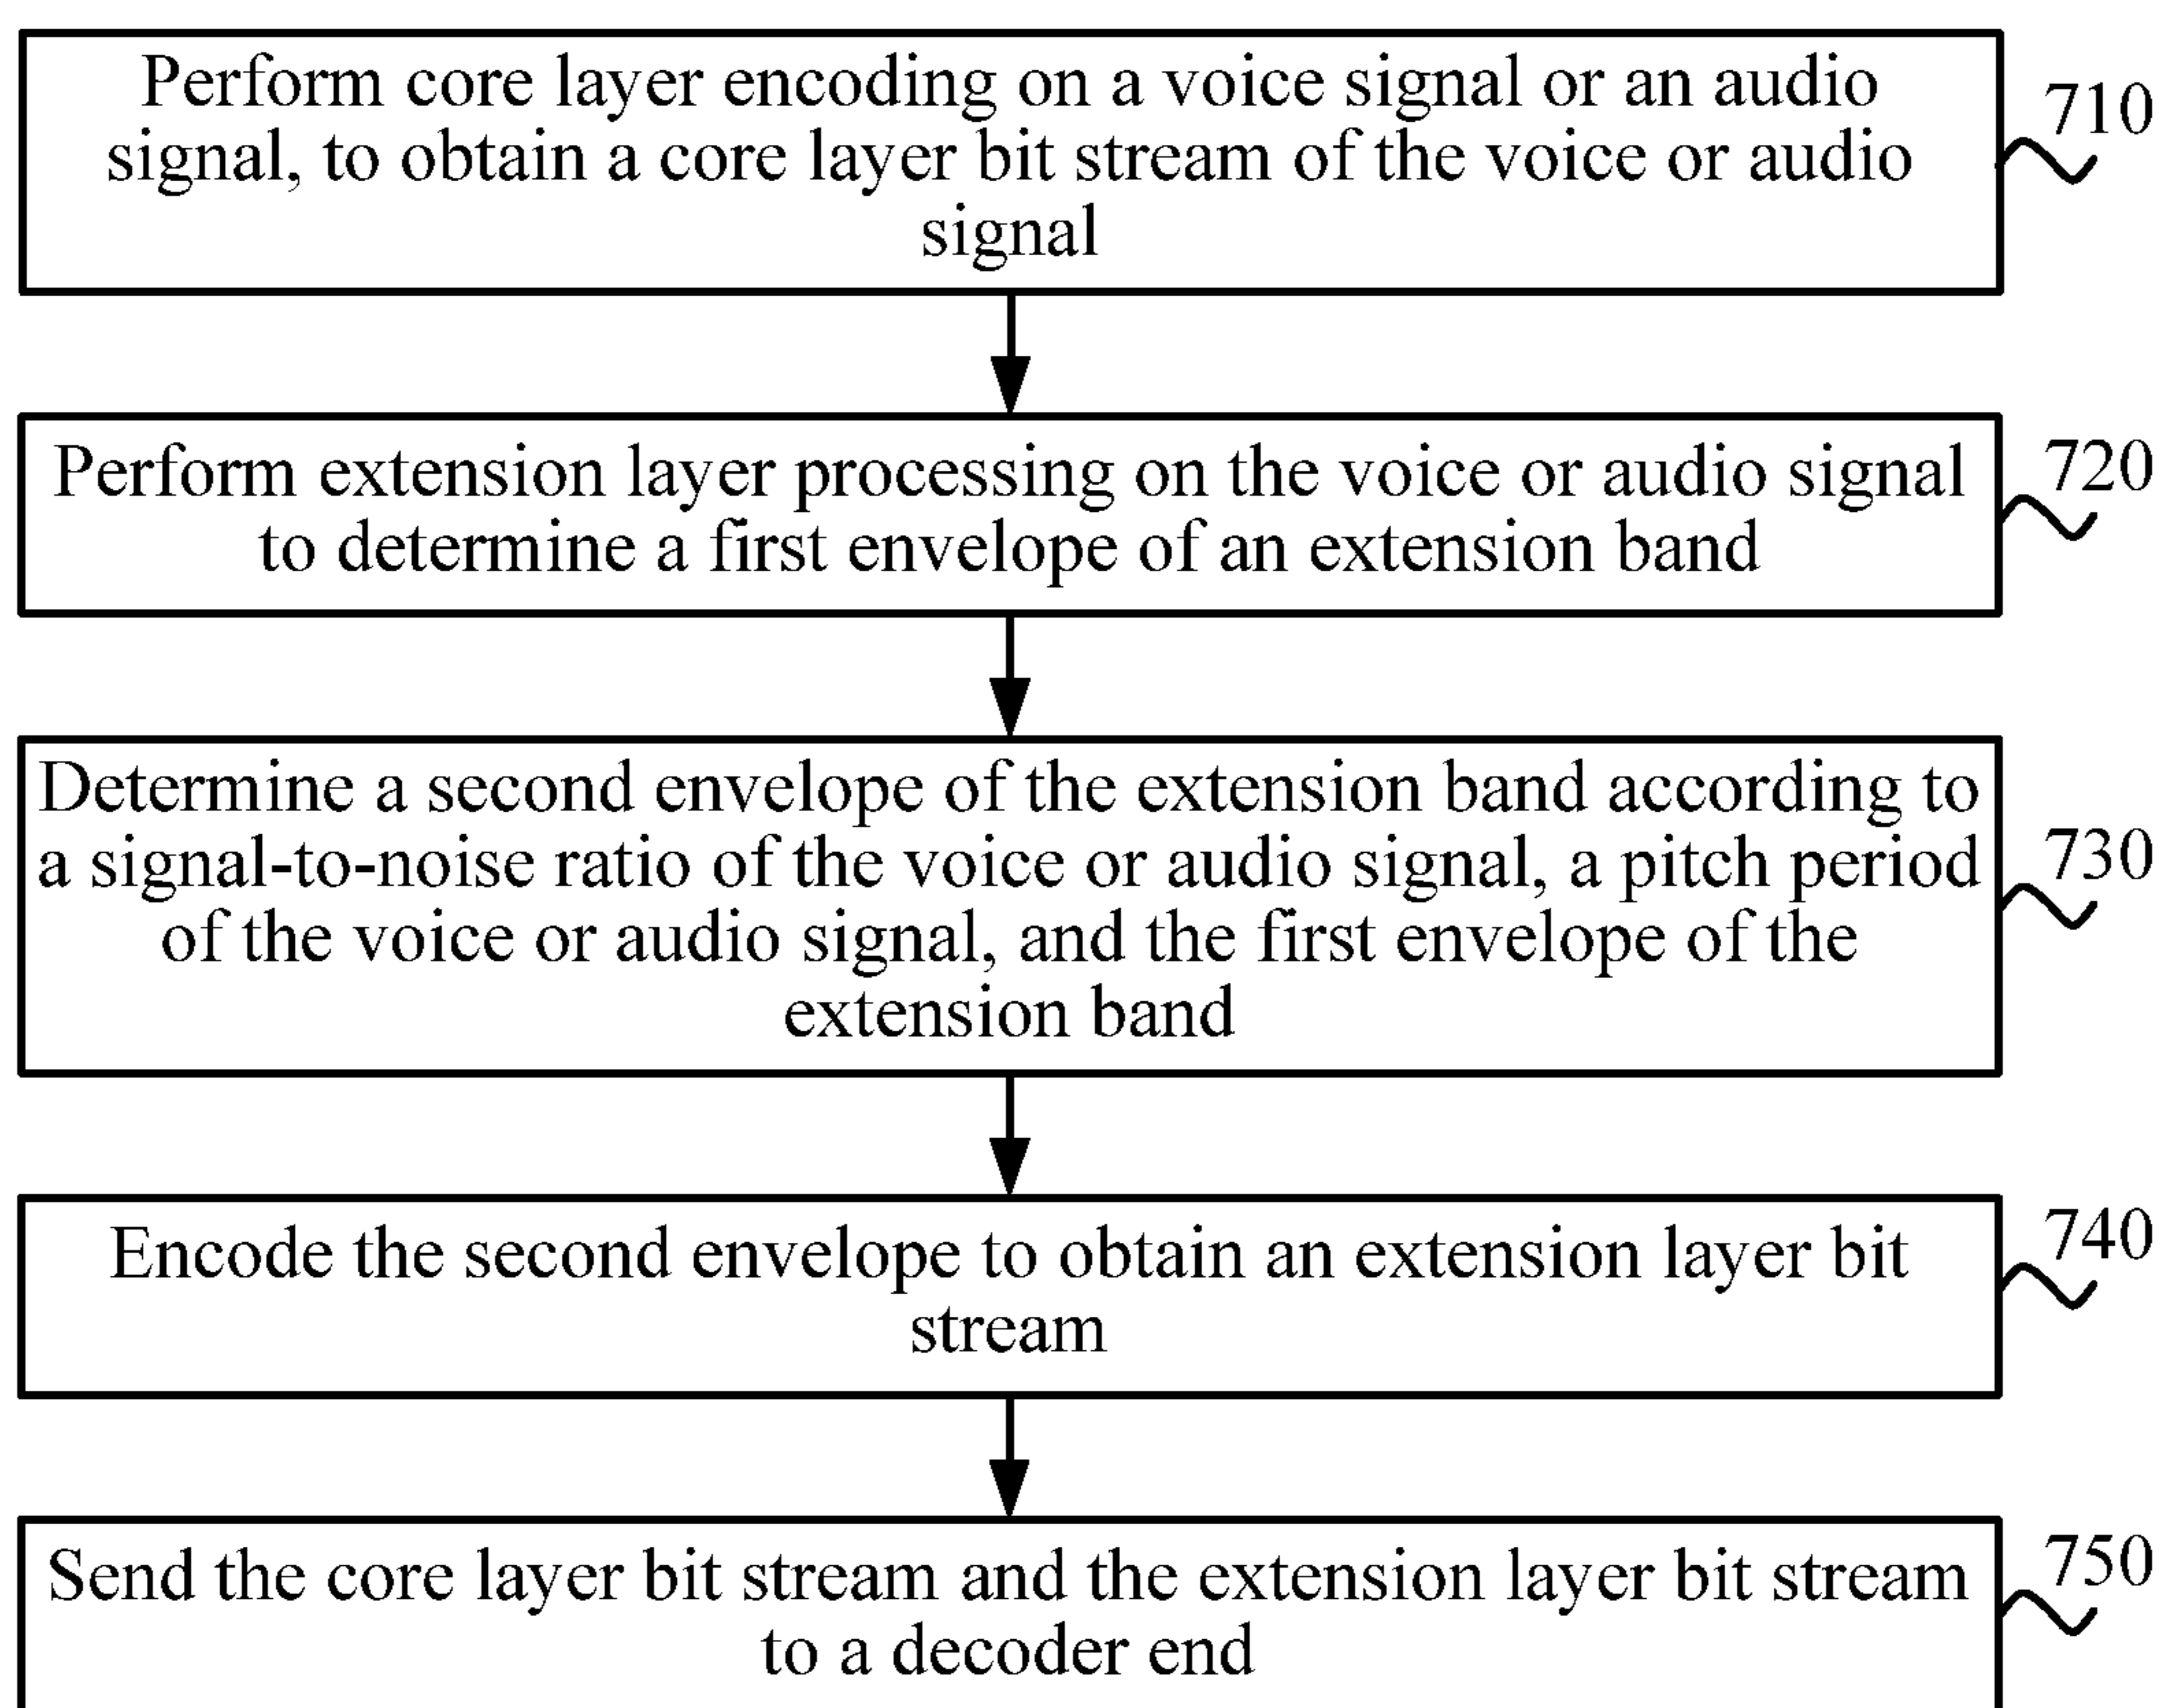 Perform core layer encoding on a voice signal or an audio
signal, to obtain a core layer bit stream of the voice or audio
signal
710
Perform extension layer processing on the voice or audio signal
to determine a first envelope of an extension band
720
Determine a second envelope of the extension band according to
a signal-to-noise ratio of the voice or audio signal, a pitch period
of the voice or audio signal, and the first envelope of the
extension band
730
Encode the second envelope to obtain an extension layer bit
stream
740
Send the core layer bit stream and the extension layer bit stream
to a decoder end
750